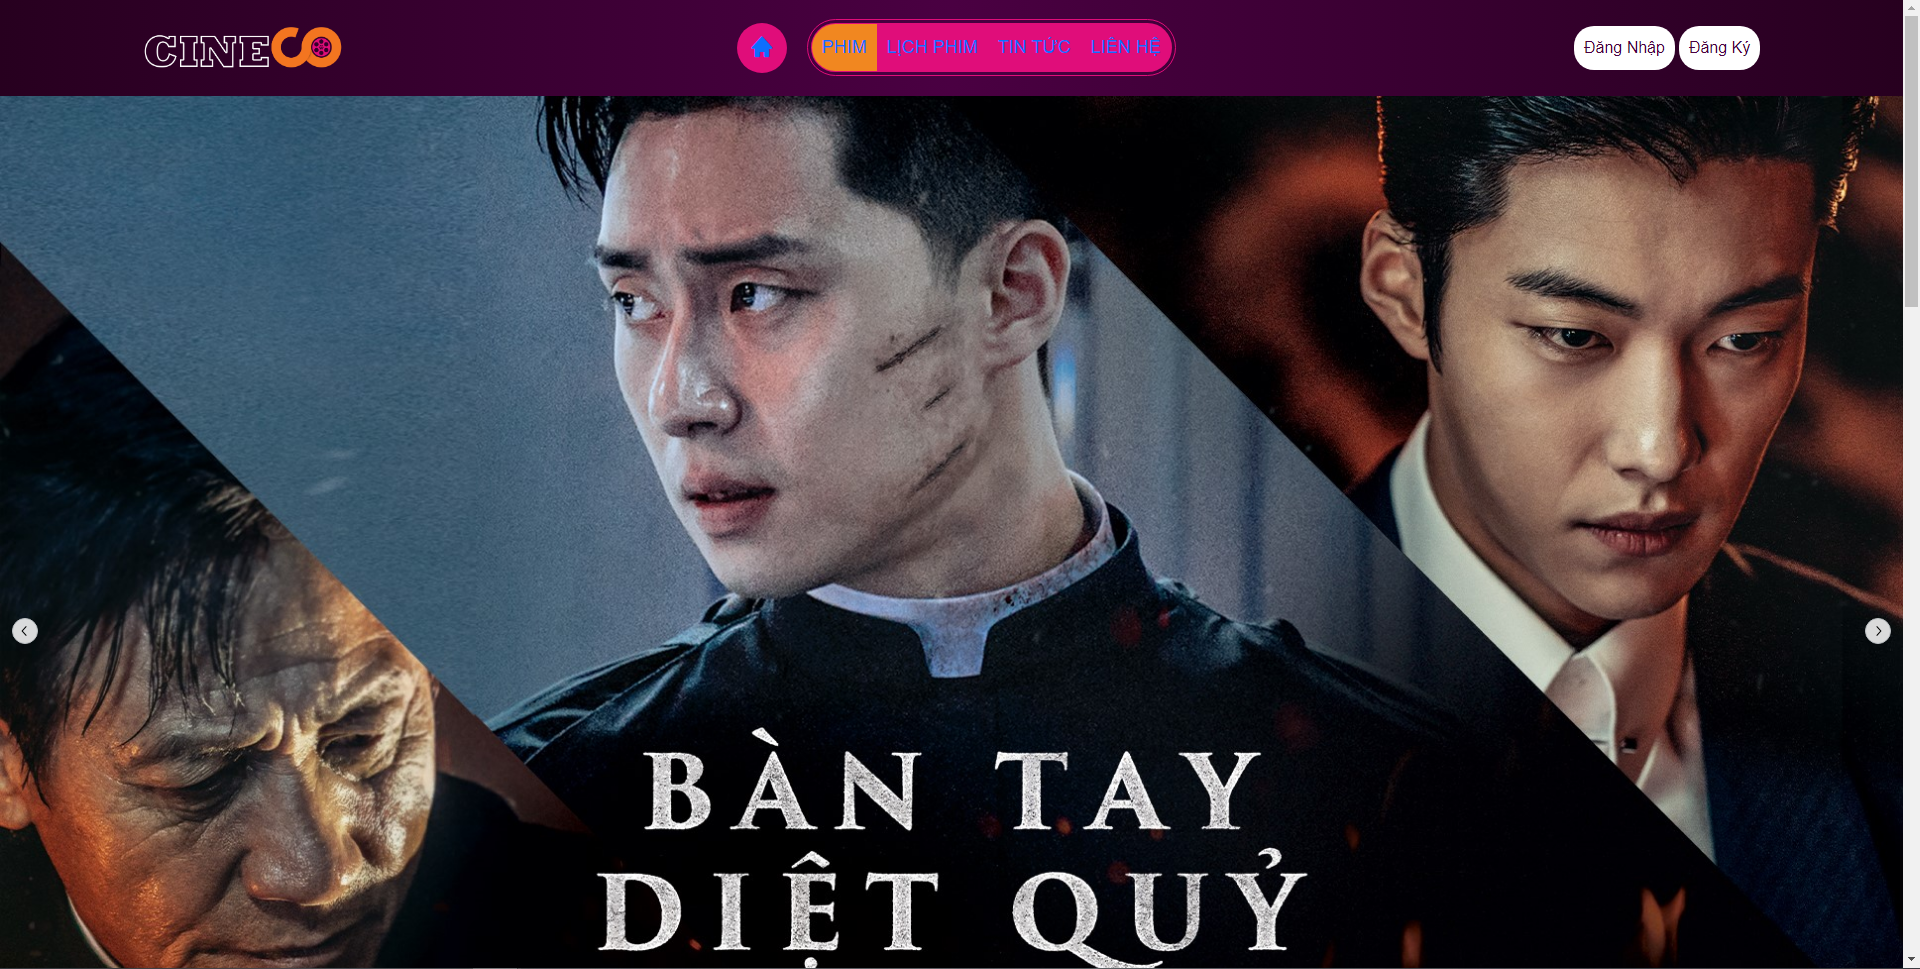 CINECO
PHIM LỊCH PHIM TIN TỨC LIÊN HỆ
Đăng Nhập Đăng Ký
BÀN TAY
DIỆT QUỶ